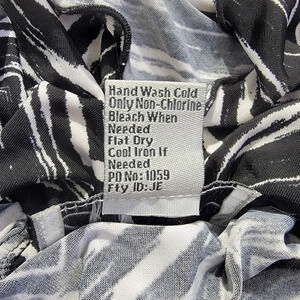 Hand Wash Cold
Only Non-Chlorine
Bleach When
Needed
Flat Dry
Cool Iron If
Needed
PO No: 1059
Fty ID: JE